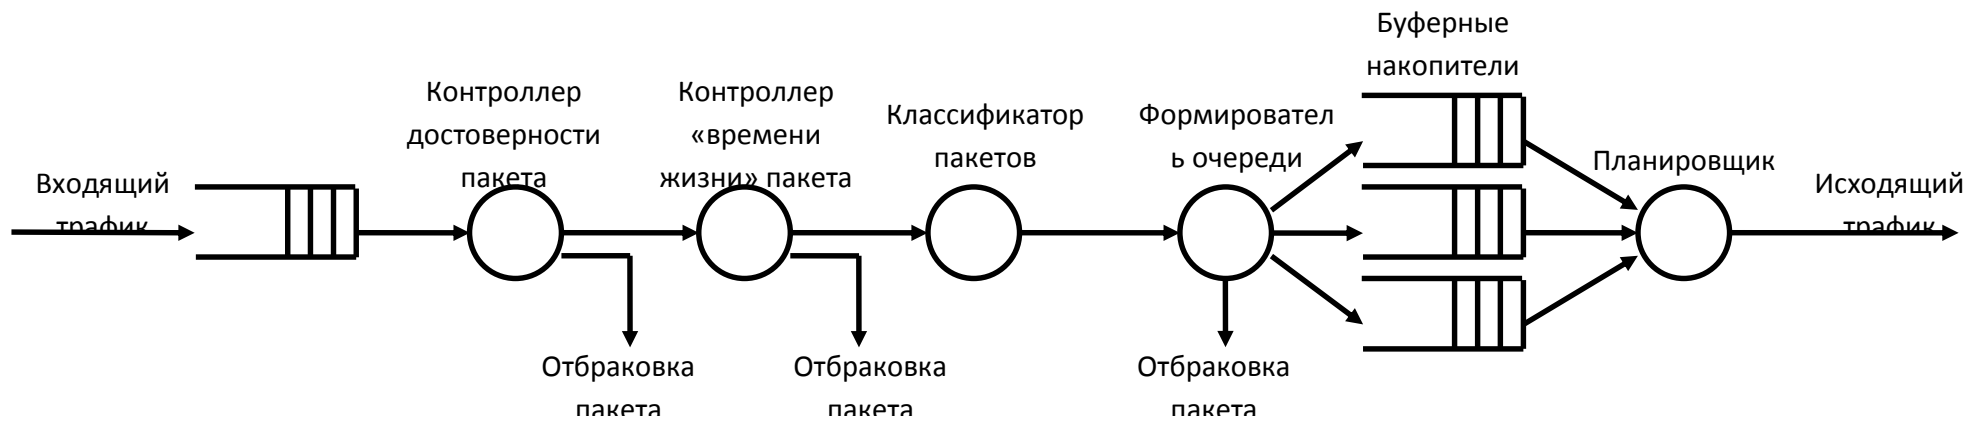 Входящий
трафик
Контроллер
достоверности
пакета
Контроллер
«времени
жизни» пакета
Классификатор
пакетов
Формировател
ь очереди
Буферные
накопители
Планировщик
Исходящий
трафик
Отбраковка
пакета
Отбраковка
пакета
Отбраковка
пакета